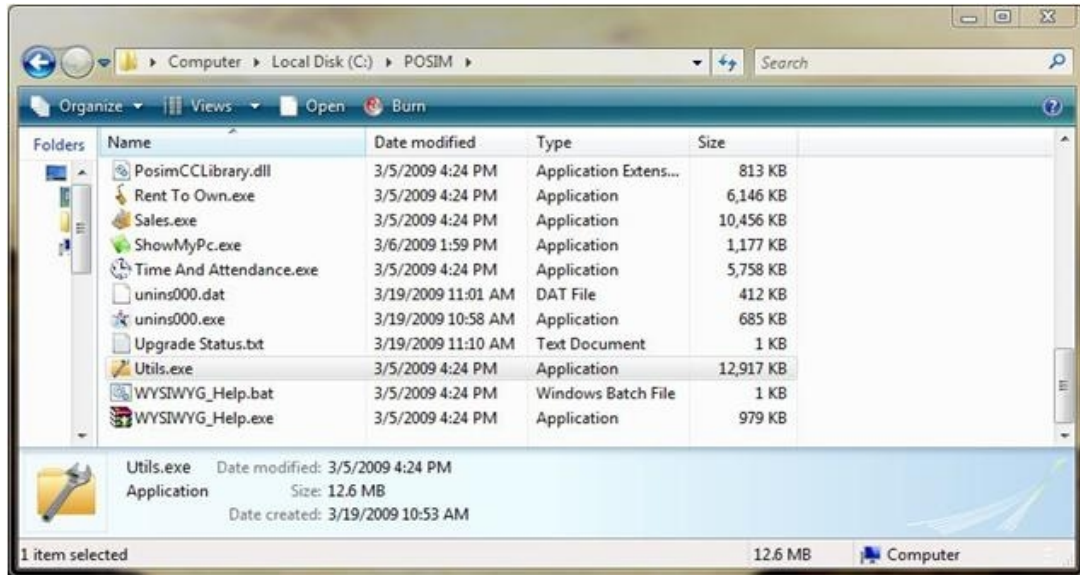 Computer Local Disk (C:) POSIM Search
Organize Views Open Burn
Folders Name Date modified Type Size
PosimCCLibrary.dll 3/5/2009 4:24 PM Application Extens... 813 KB
Rent To Own.exe 3/5/2009 4:24 PM Application 6,146 KB
Sales.exe 3/5/2009 4:24 PM Application 10,456 KB
ShowMyPc.exe 3/6/2009 1:59 PM Application 1,177 KB
Time And Attendance.exe 3/5/2009 4:24 PM Application 5,758 KB
unins000.dat 3/19/2009 11:01 AM DAT File 412 KB
unins000.exe 3/19/2009 10:58 AM Application 685 KB
Upgrade Status.txt 3/19/2009 11:10 AM Text Document 1 KB
Utils.exe 3/5/2009 4:24 PM Application 12,917 KB
WYSIWYG_Help.bat 3/5/2009 4:24 PM Windows Batch File 1 KB
WYSIWYG_Help.exe 3/5/2009 4:24 PM Application 979 KB
Utils.exe Date modified: 3/5/2009 4:24 PM
Application Size: 12.6 MB
Date created: 3/19/2009 10:53 AM
1 item selected 12.6 MB Computer